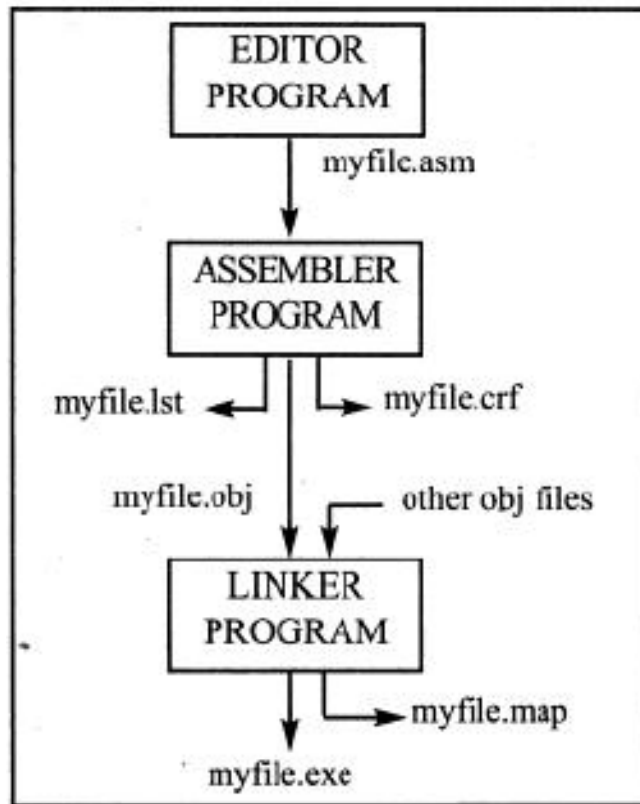 EDITOR
PROGRAM
myfile.asm
ASSEMBLER
PROGRAM
myfile.lst
myfile.crf
myfile.obj
other obj files
LINKER
PROGRAM
myfile.map
myfile.exe